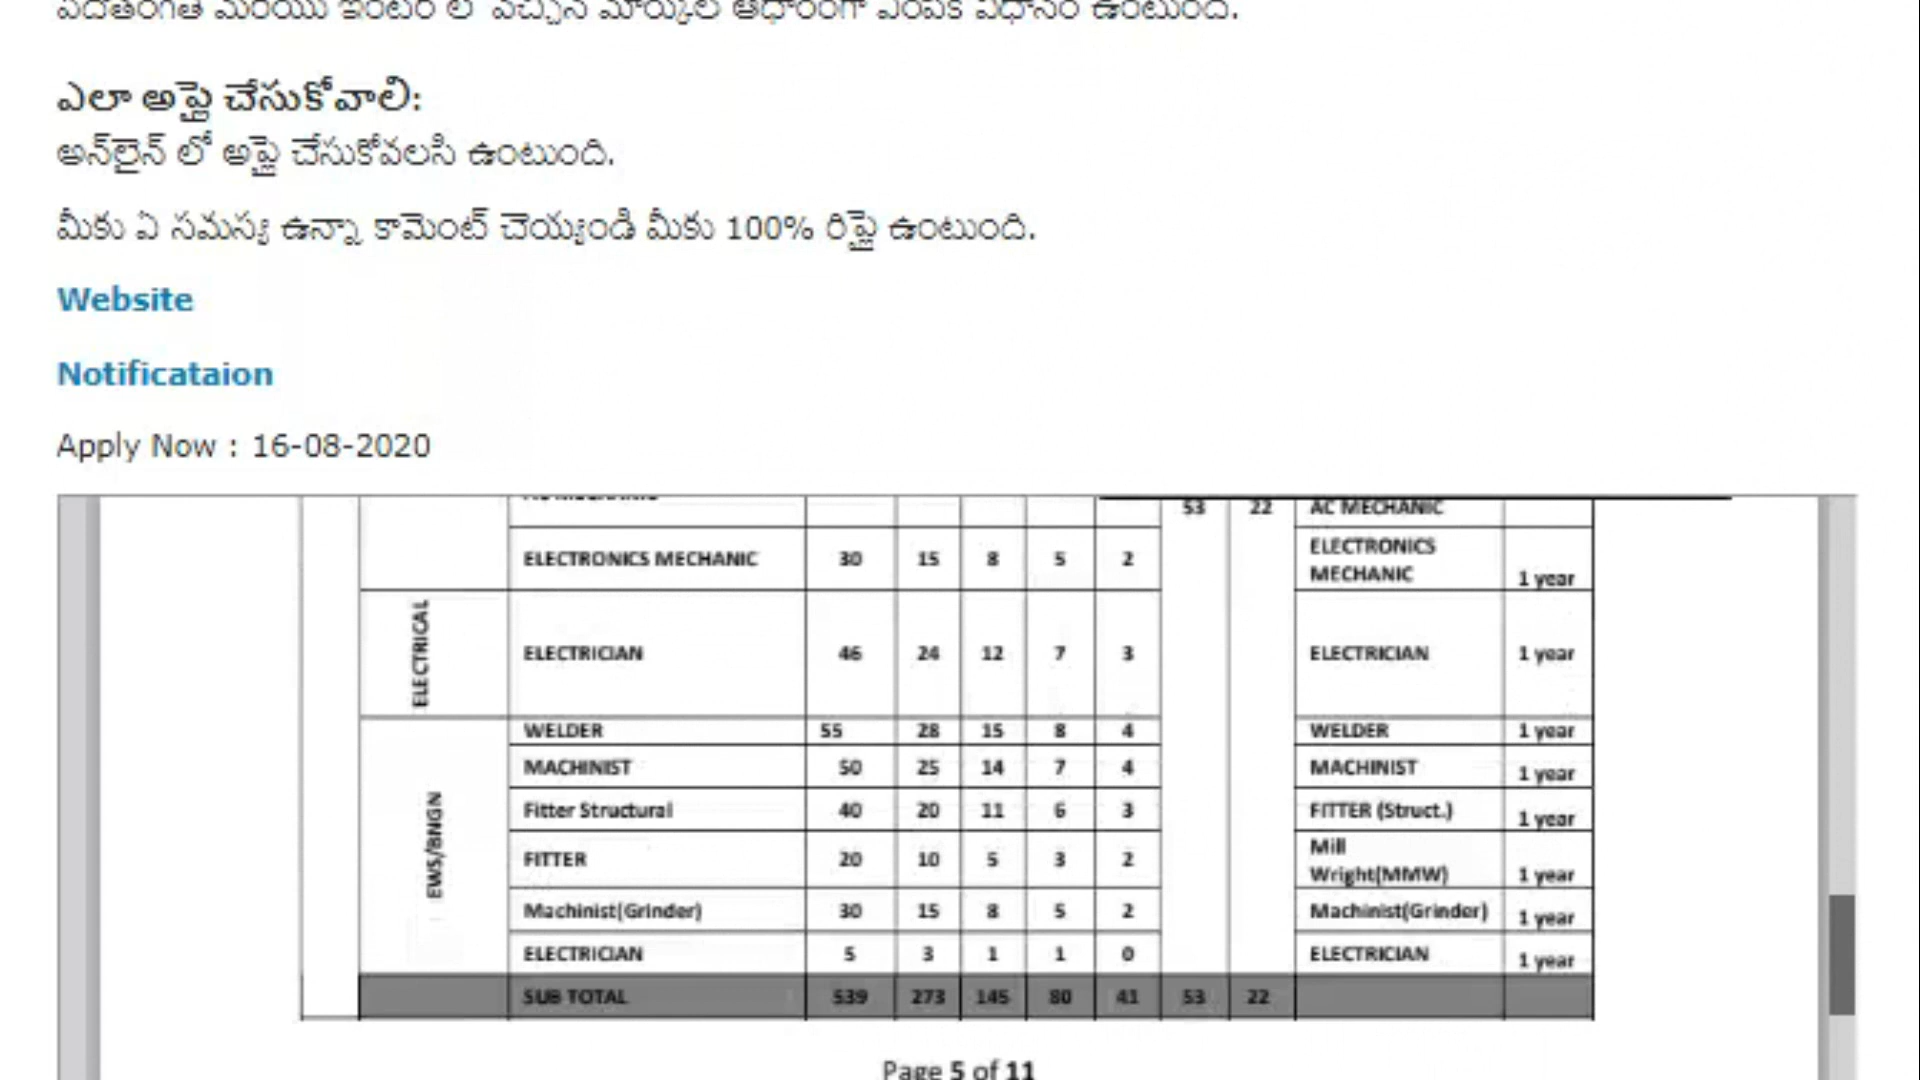 ఎలా అప్లై చేసుకోవాలి:
అన్‌లైన్ లో అప్లై చేసుకోవలసి ఉంటుంది.
మీకు ఏ సమస్య ఉన్నా కామెంట్ చెయ్యండి మీకు 100% రిప్లై ఉంటుంది.
Website
Notificataion
Apply Now : 16-08-2020
53 22 AC MECHANIC
ELECTRONICS MECHANIC 30 15 8 5 2 ELECTRONICS MECHANIC 1 year
ELECTRICAL
ELECTRICIAN 46 24 12 7 3 ELECTRICIAN 1 year
EWS/BNGN
WELDER 55 28 15 8 4 WELDER 1 year
MACHINIST 50 25 14 7 4 MACHINIST 1 year
Fitter Structural 40 20 11 6 3 FITTER (Struct.) 1 year
FITTER 20 10 5 3 2 Mill Wright(MMW) 1 year
Machinist(Grinder) 30 15 8 5 2 Machinist(Grinder) 1 year
ELECTRICIAN 5 3 1 1 0 ELECTRICIAN 1 year
SUB TOTAL 539 273 145 80 41 53 22
Page 5 of 11